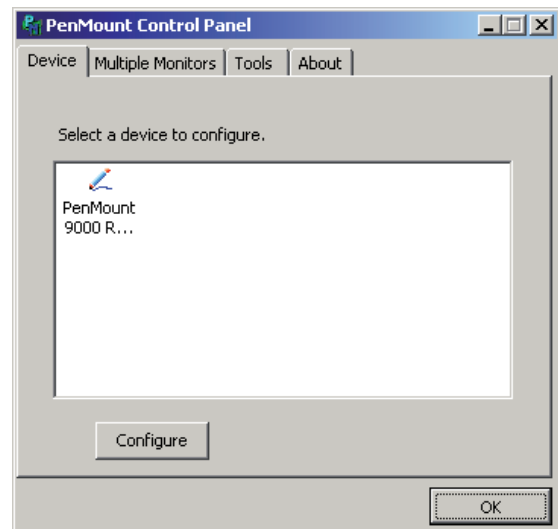 PenMount Control Panel
Device Multiple Monitors Tools About
Select a device to configure.
PenMount
9000 R...
Configure
OK